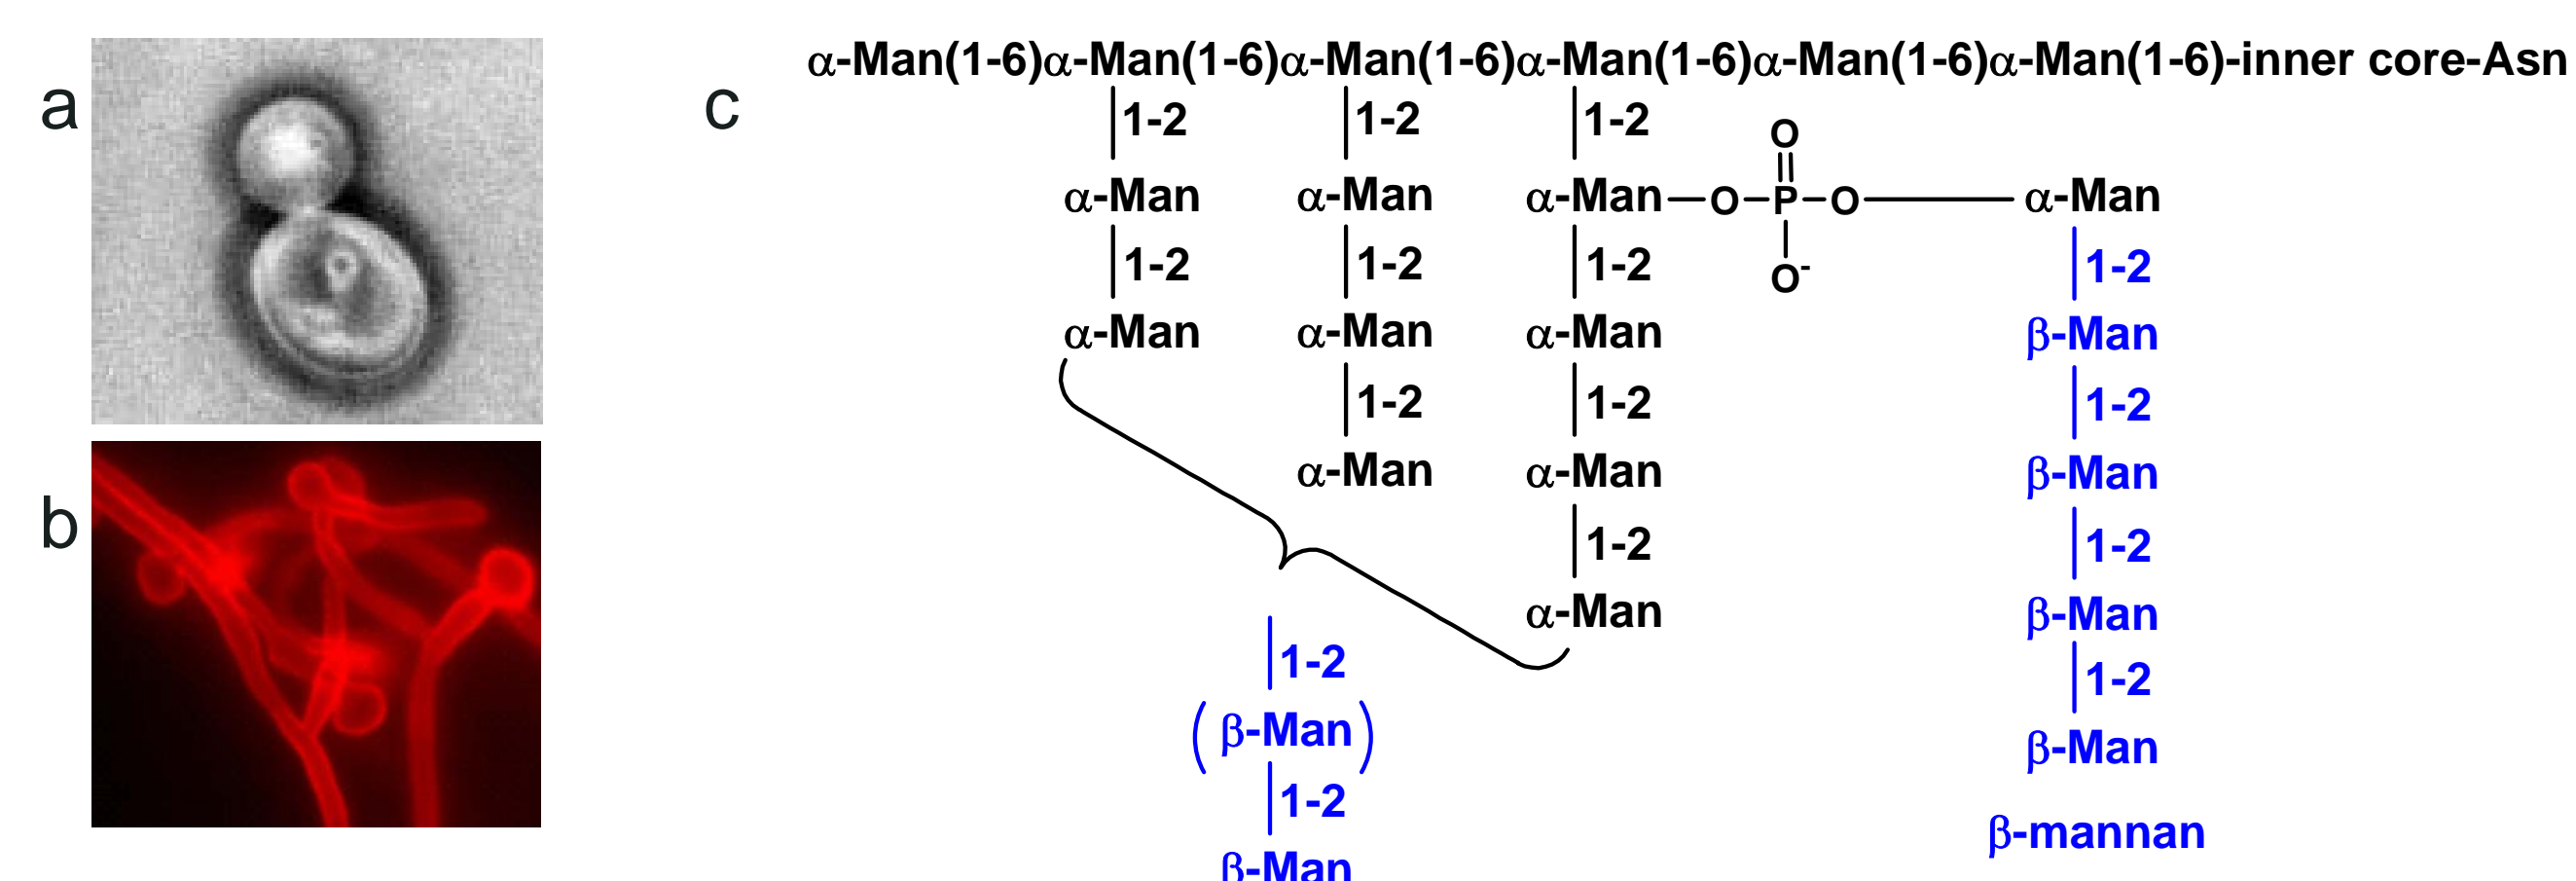 a
c
α-Man(1-6)α-Man(1-6)α-Man(1-6)α-Man(1-6)α-Man(1-6)α-Man(1-6)-inner core-Asn
1-2 1-2 1-2
O
α-Man α-Man α-Man—O—P—O—α-Man
O-
1-2 1-2 1-2 1-2
α-Man α-Man α-Man β-Man
1-2 1-2 1-2
α-Man α-Man β-Man
b
1-2 1-2
α-Man β-Man
1-2 1-2
(β-Man) β-Man
1-2
β-mannan
β-Man